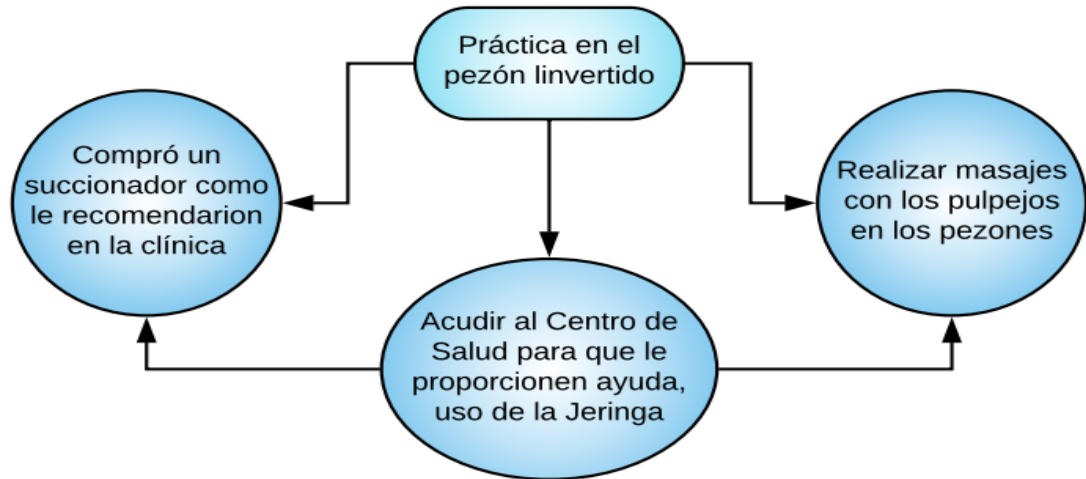 Práctica en el
pezón linvertido
Compró un
succionador como
le recomendarion
en la clínica
Realizar masajes
con los pulpejos
en los pezones
Acudir al Centro de
Salud para que le
proporcionen ayuda,
uso de la Jeringa